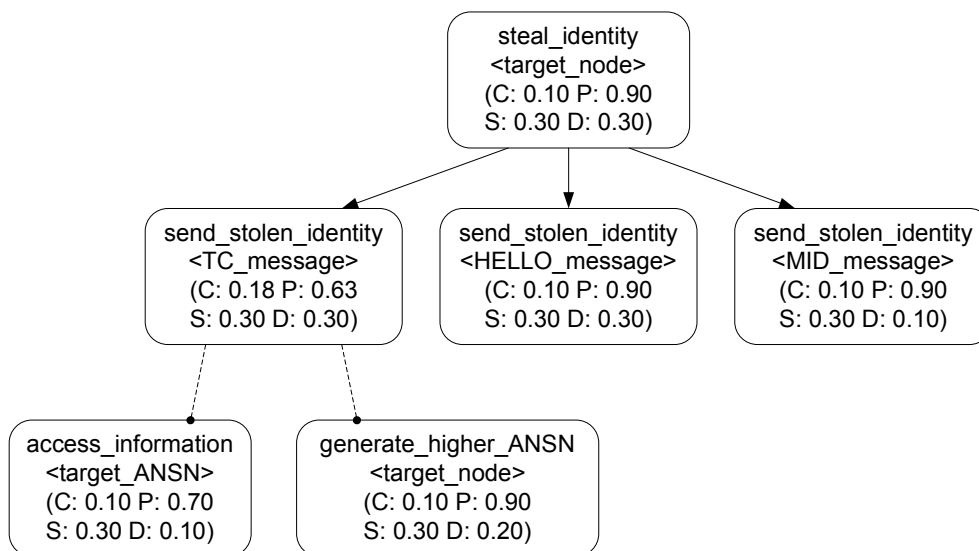 steal_identity
<target_node>
(C: 0.10 P: 0.90
S: 0.30 D: 0.30)
send_stolen_identity
<TC_message>
(C: 0.18 P: 0.63
S: 0.30 D: 0.30)
send_stolen_identity
<HELLO_message>
(C: 0.10 P: 0.90
S: 0.30 D: 0.30)
send_stolen_identity
<MID_message>
(C: 0.10 P: 0.90
S: 0.30 D: 0.10)
access_information
<target_ANSN>
(C: 0.10 P: 0.70
S: 0.30 D: 0.10)
generate_higher_ANSN
<target_node>
(C: 0.10 P: 0.90
S: 0.30 D: 0.20)